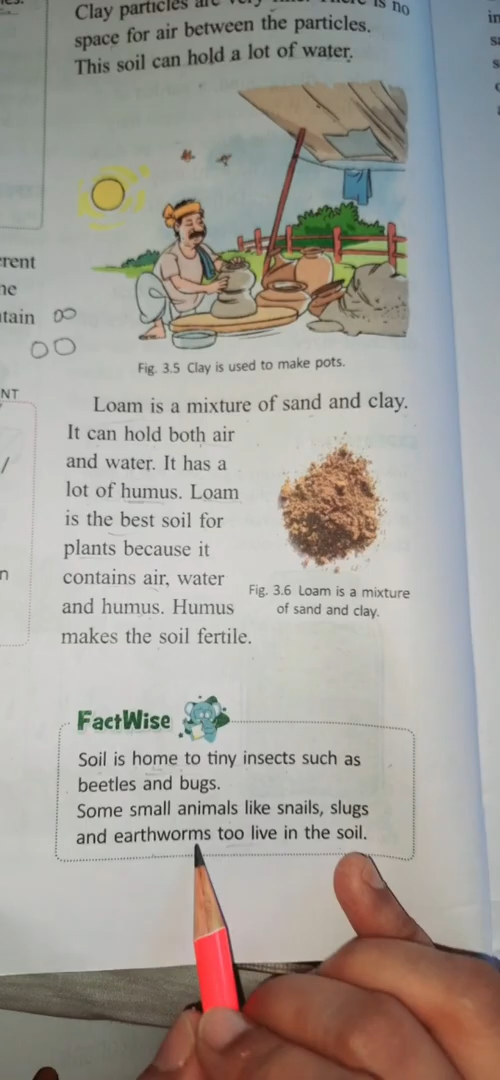 Clay particles are very
no
space for air between the particles.
This soil can hold a lot of water.
Fig. 3.5 Clay is used to make pots.
Loam is a mixture of sand and clay.
It can hold both air
and water. It has a
lot of humus. Loam
is the best soil for
plants because it
contains air, water
and humus. Humus
makes the soil fertile.
Fig. 3.6 Loam is a mixture
of sand and clay.
FactWise
Soil is home to tiny insects such as
beetles and bugs.
Some small animals like snails, slugs
and earthworms too live in the soil.